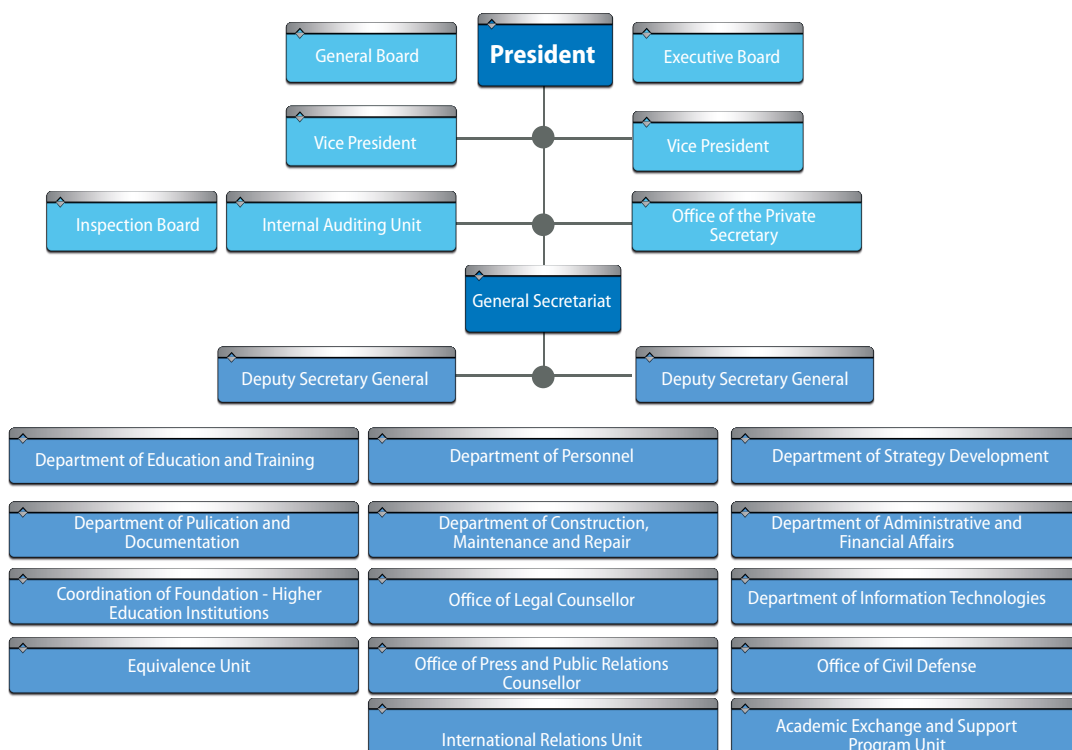 General Board
President
Executive Board
Vice President
Vice President
Inspection Board
Internal Auditing Unit
Office of the Private
Secretary
General Secretariat
Deputy Secretary General
Deputy Secretary General
Department of Education and Training
Department of Personnel
Department of Strategy Development
Department of Pulication and
Documentation
Department of Construction,
Maintenance and Repair
Department of Administrative and
Financial Affairs
Coordination of Foundation - Higher
Education Institutions
Office of Legal Counsellor
Department of Information Technologies
Equivalence Unit
Office of Press and Public Relations
Counsellor
Office of Civil Defense
International Relations Unit
Academic Exchange and Support
Program Unit